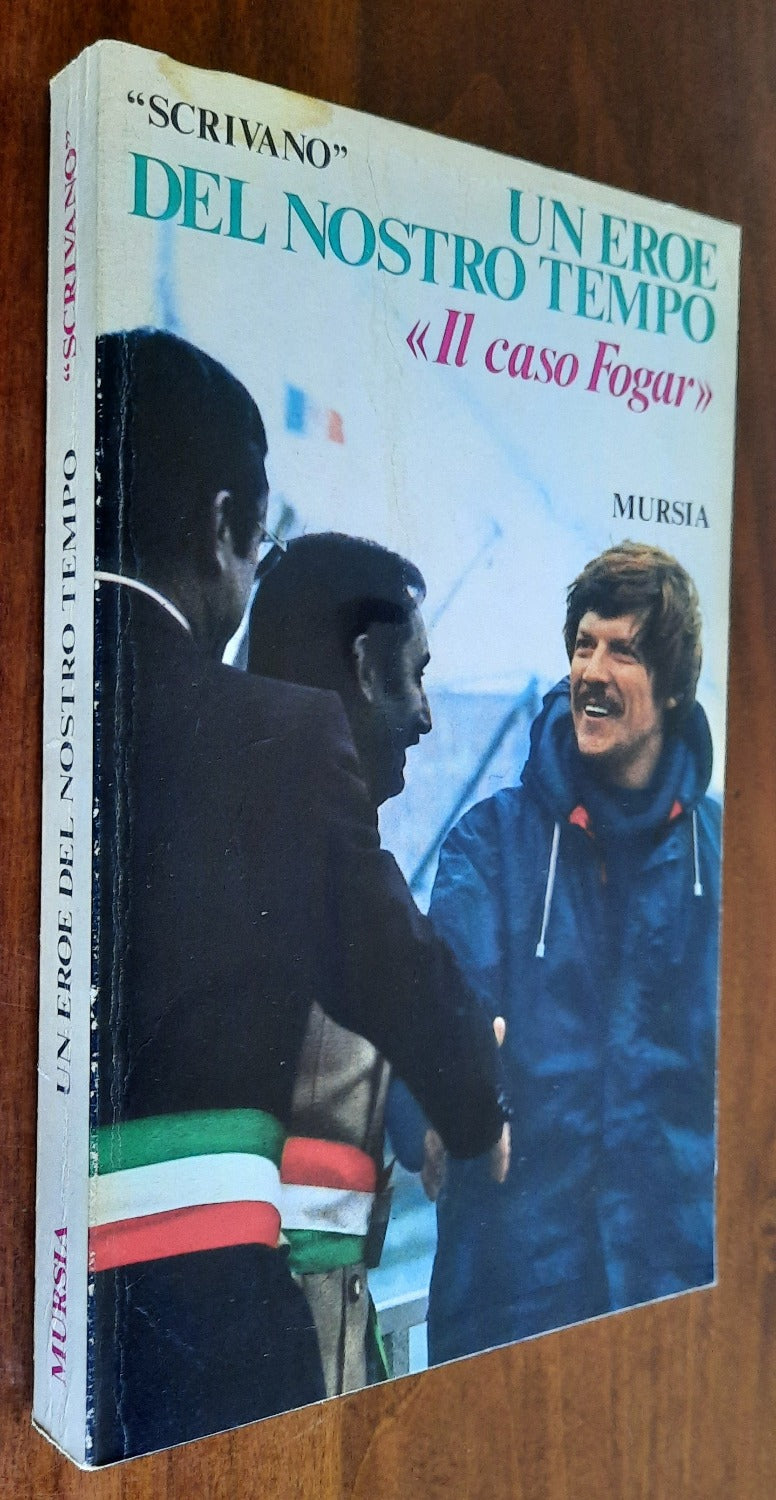 “SCRIVANO”
UN EROE
DEL NOSTRO TEMPO
«Il caso Fogar»
MURSIA
MURSIA UN EROE DEL NOSTRO TEMPO “SCRIVANO”